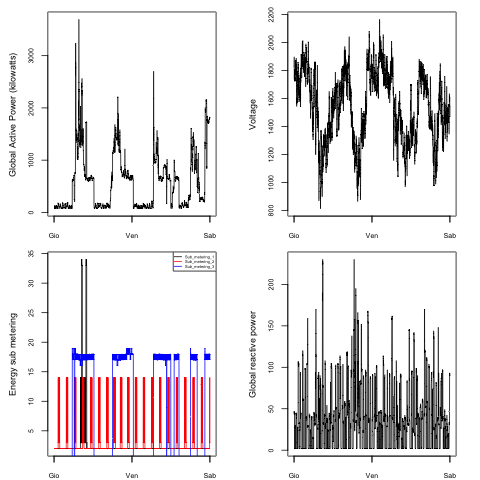 Global Active Power (kilowatts)
0
1000
2000
3000
Gio
Ven
Sab
Voltage
800
1000
1200
1400
1600
1800
2000
2200
Gio
Ven
Sab
Energy sub metering
5
10
15
20
25
30
35
Sub_metering_1
Sub_metering_2
Sub_metering_3
Gio
Ven
Sab
Global reactive power
0
50
100
150
200
Gio
Ven
Sab